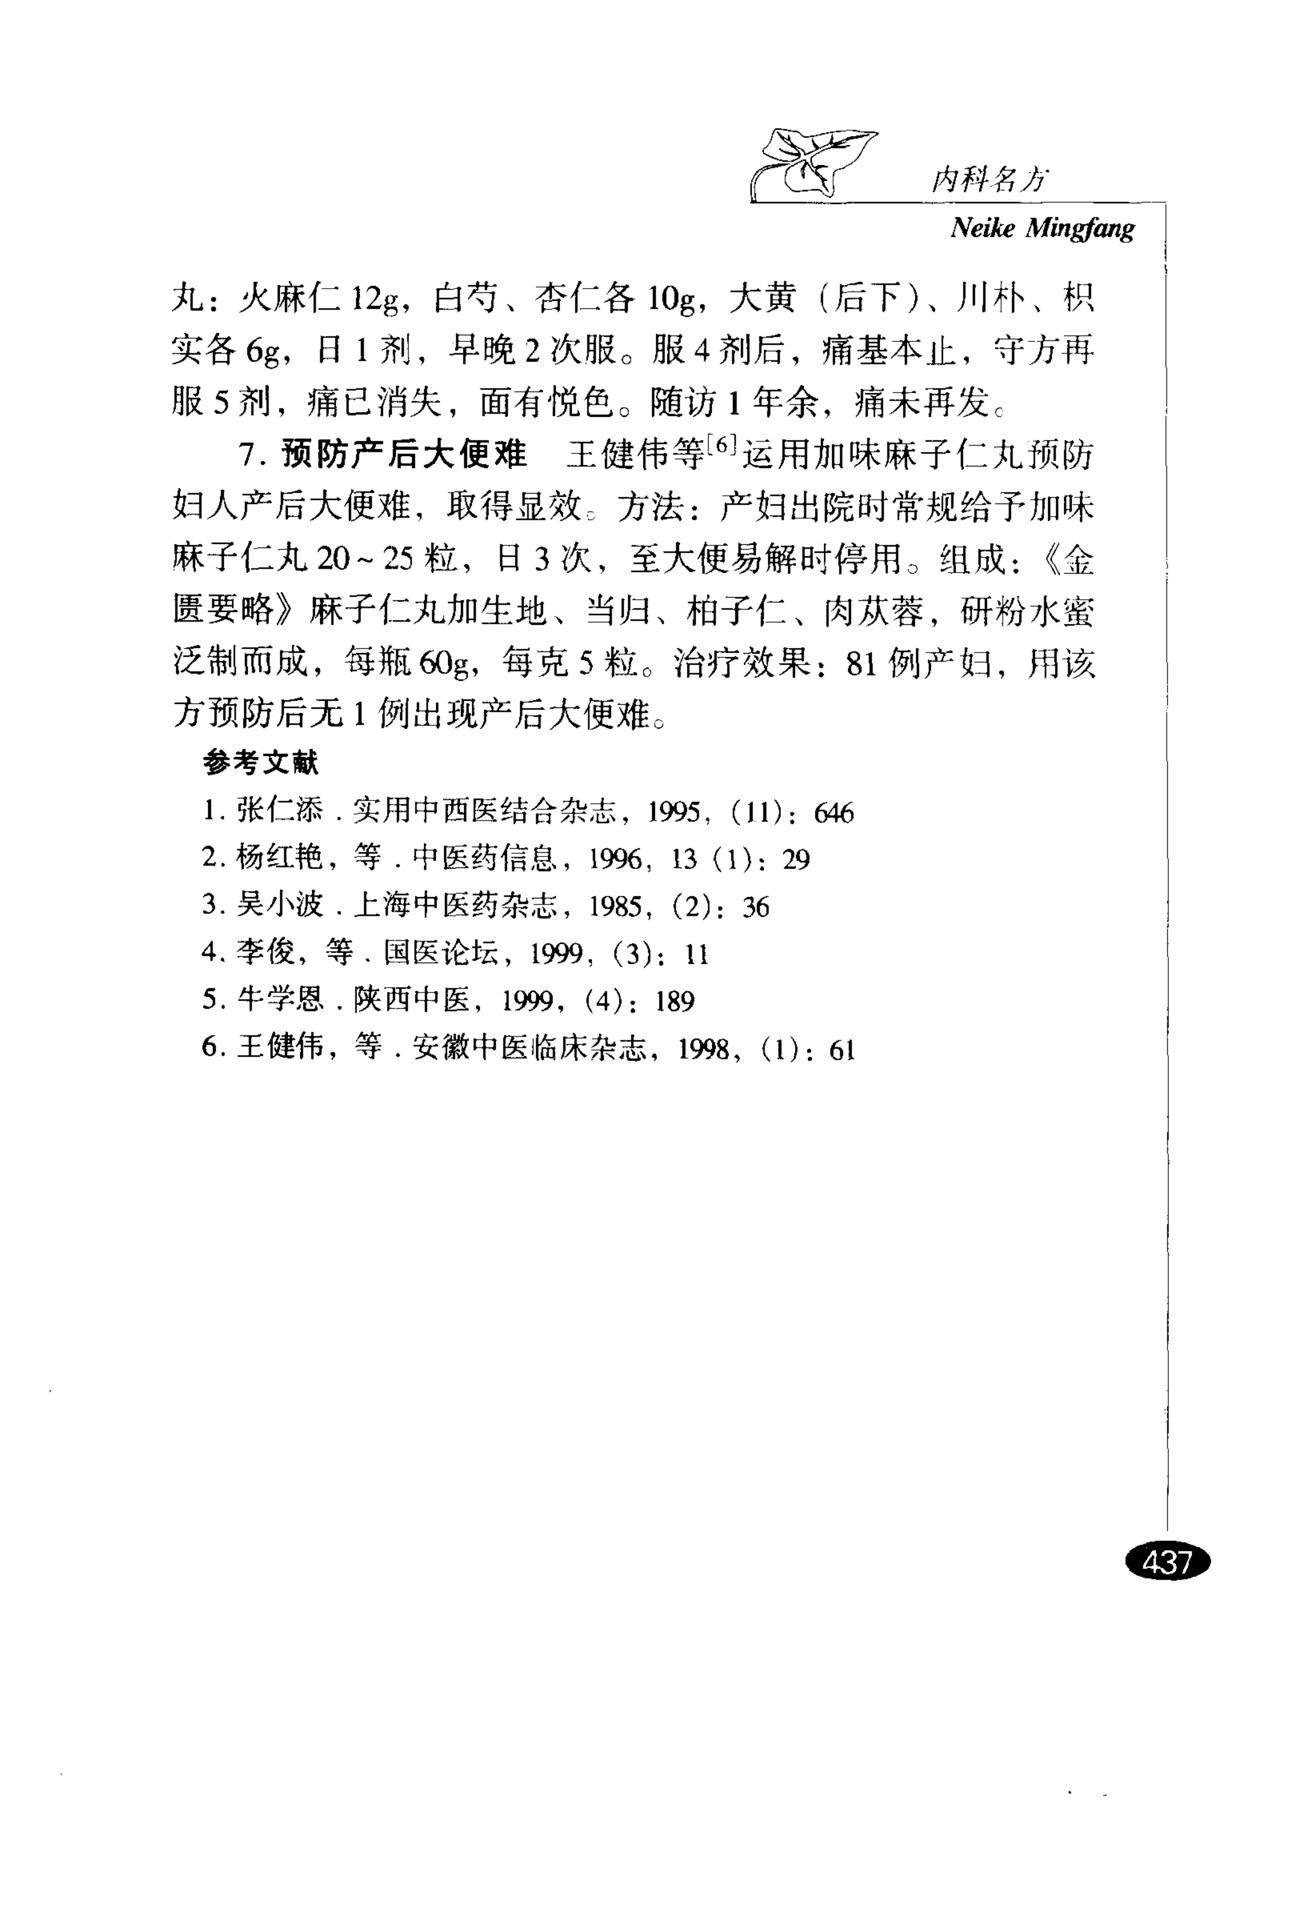 内科名方
Neike Mingfang
丸：火麻仁 12g，白芍、杏仁各 10g，大黄（后下）、川朴、枳
实各 6g，日 1 剂，早晚 2 次服。服 4 剂后，痛基本止，守方再
服 5 剂，痛已消失，面有悦色。随访 1 年余，痛未再发。
7. 预防产后大便难 王健伟等[6]运用加味麻子仁丸预防
妇人产后大便难，取得显效。方法：产妇出院时常规给予加味
麻子仁丸 20~25 粒，日 3 次，至大便易解时停用。组成：《金
匮要略》麻子仁丸加生地、当归、柏子仁、肉苁蓉，研粉水蜜
泛制而成，每瓶 60g，每克 5 粒。治疗效果：81 例产妇，用该
方预防后无 1 例出现产后大便难。
参考文献
1. 张仁添．实用中西医结合杂志，1995，(11)：646
2. 杨红艳，等．中医药信息，1996，13 (1)：29
3. 吴小波．上海中医药杂志，1985，(2)：36
4. 李俊，等．国医论坛，1999，(3)：11
5. 牛学恩．陕西中医，1999，(4)：189
6. 王健伟，等．安徽中医临床杂志，1998，(1)：61
437